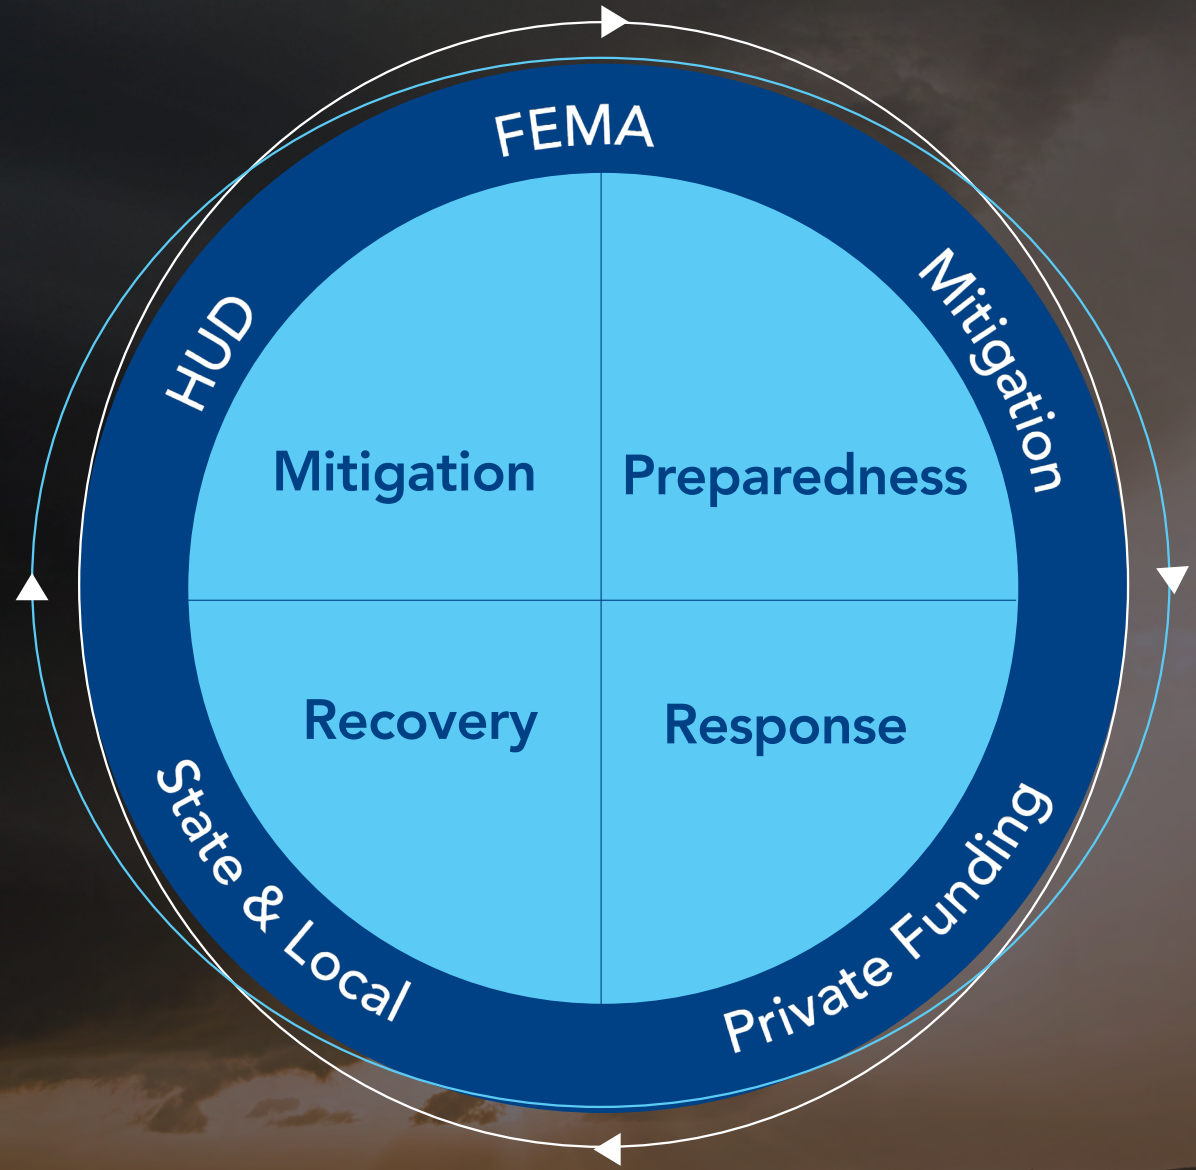 FEMA
HUD
Mitigation
Mitigation
Preparedness
Recovery
Response
State & Local
Private Funding